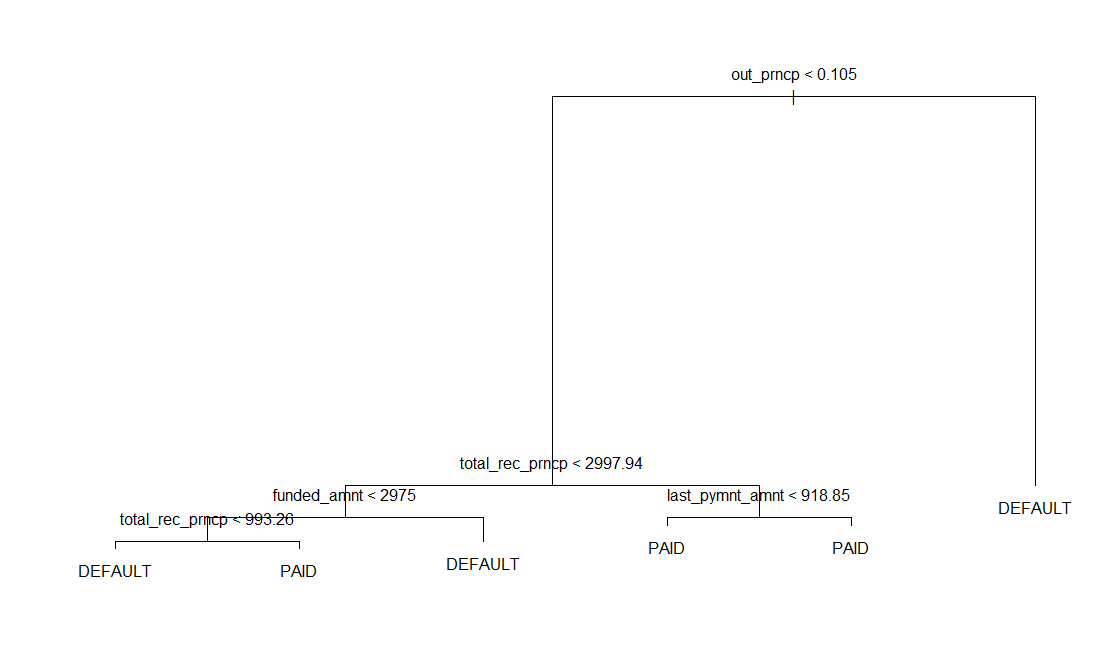 out_prncp < 0.105
total_rec_prncp < 2997.94
funded_amnt < 2975
last_pymnt_amnt < 918.85
total_rec_prncp < 993.26
DEFAULT
PAID
DEFAULT
PAID
PAID
DEFAULT